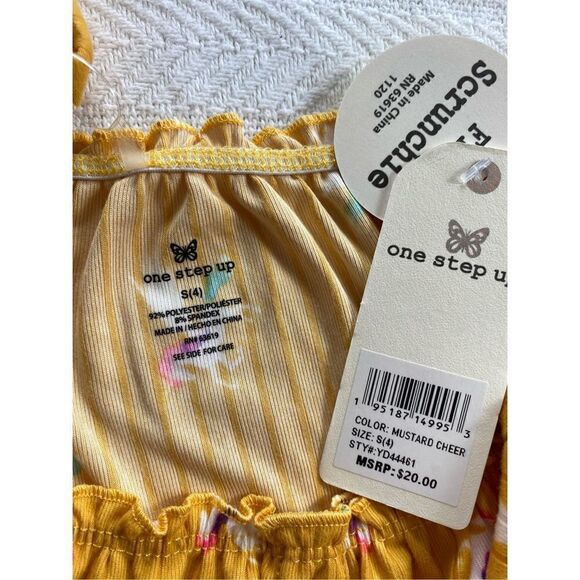 Scrunchie
Made in China
RN 63619
1120
one step up
S(4)
92% POLYESTER/POLIÉSTER
8% SPANDEX
MADE IN / HECHO EN CHINA
RN# 63619
SEE SIDE FOR CARE
one step up
1 95187 14995 3
COLOR: MUSTARD CHEER
SIZE: S(4)
STY#:YD44461
MSRP: $20.00